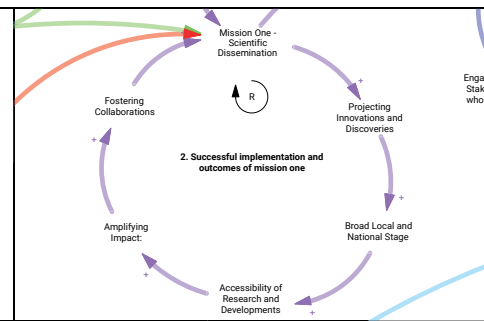 Mission One -
Scientific
Dissemination
+
R
Projecting
Innovations and
Discoveries
Fostering
Collaborations
+
2. Successful implementation and
outcomes of mission one
+
Amplifying
Impact:
Broad Local and
National Stage
+
Accessibility of
Research and
Developments
+
Enga
Stak
who